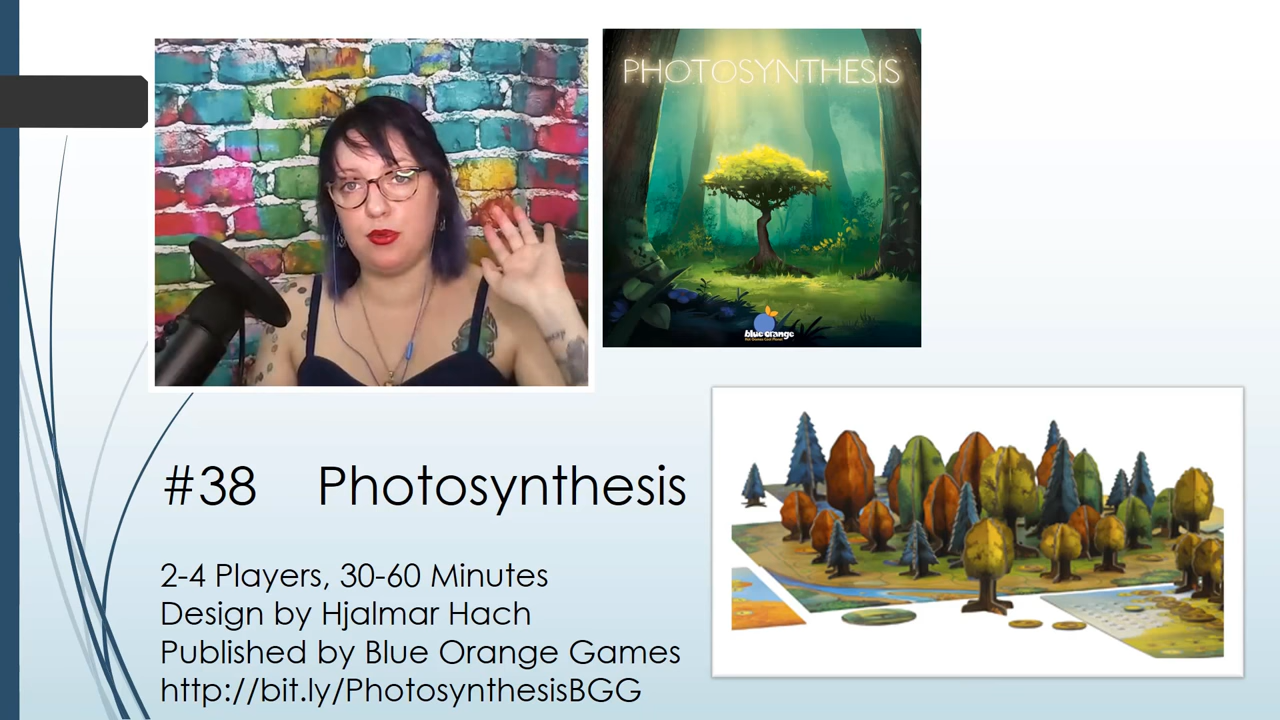 PHOTOSYNTHESIS
blue orange
#38 Photosynthesis
2-4 Players, 30-60 Minutes
Design by Hjalmar Hach
Published by Blue Orange Games
http://bit.ly/PhotosynthesisBGG